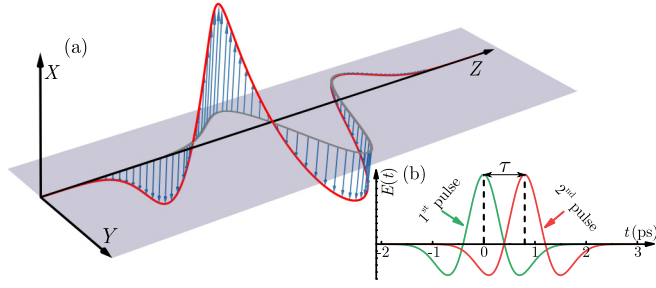 (a)
X
Z
Y
(b)
E(t)
τ
1st pulse
2nd pulse
t(ps)
-2 -1 0 1 2 3